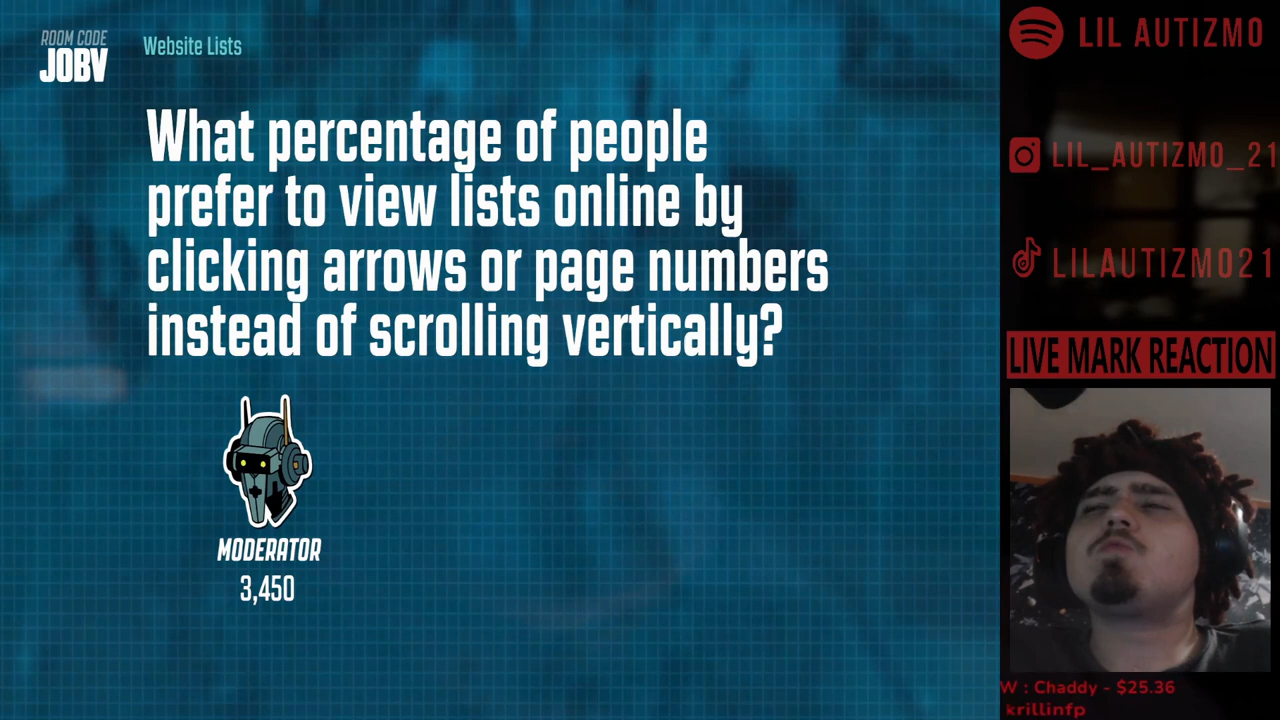 ROOM CODE
JOBV
Website Lists
What percentage of people
prefer to view lists online by
clicking arrows or page numbers
instead of scrolling vertically?
MODERATOR
3,450
LIL AUTIZMO
LIL_AUTIZMO_21
LILAUTIZMO21
LIVE MARK REACTION
W : Chaddy - $25.36
krillinfp